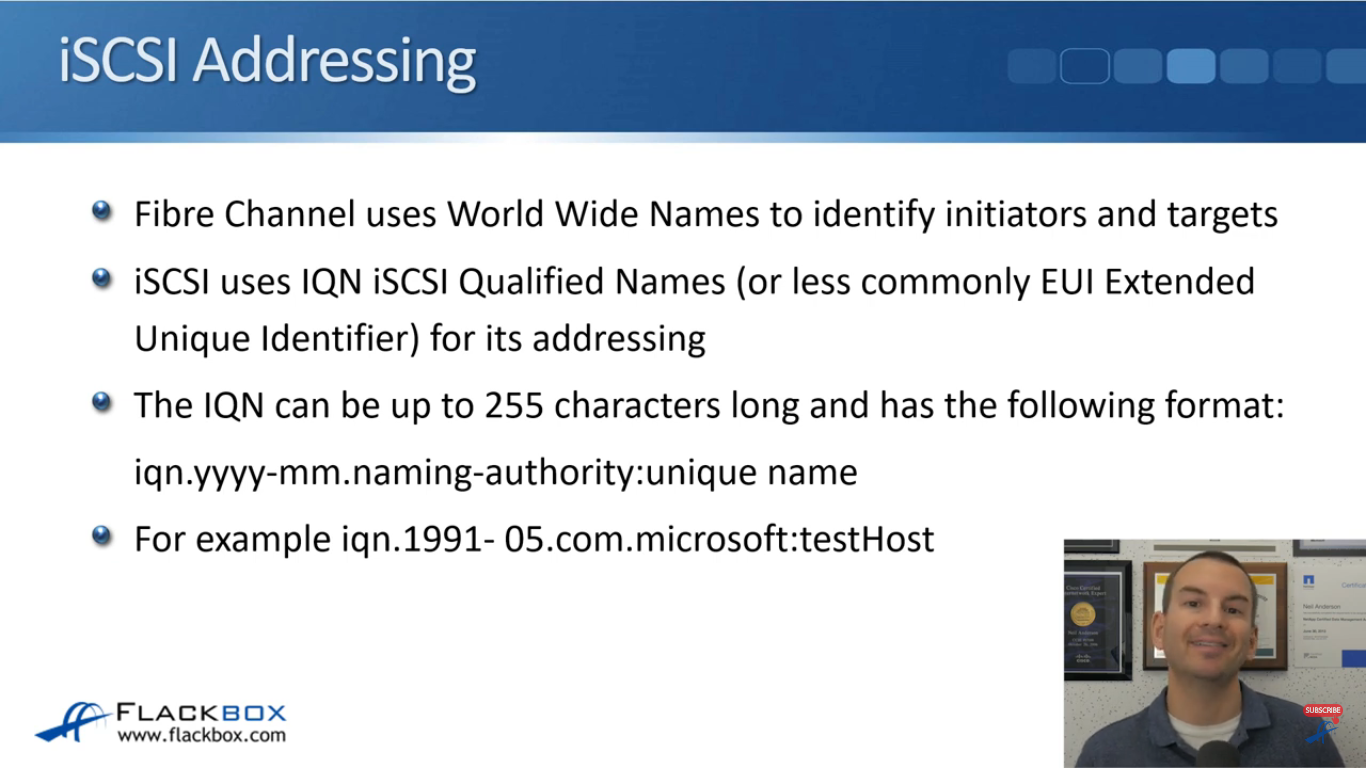 iSCSI Addressing
Fibre Channel uses World Wide Names to identify initiators and targets
iSCSI uses IQN iSCSI Qualified Names (or less commonly EUI Extended
Unique Identifier) for its addressing
The IQN can be up to 255 characters long and has the following format:
iqn.yyyy-mm.naming-authority:unique name
For example iqn.1991- 05.com.microsoft:testHost
Neil Anderson
SUBSCRIBE
FLACKBOX
www.flackbox.com